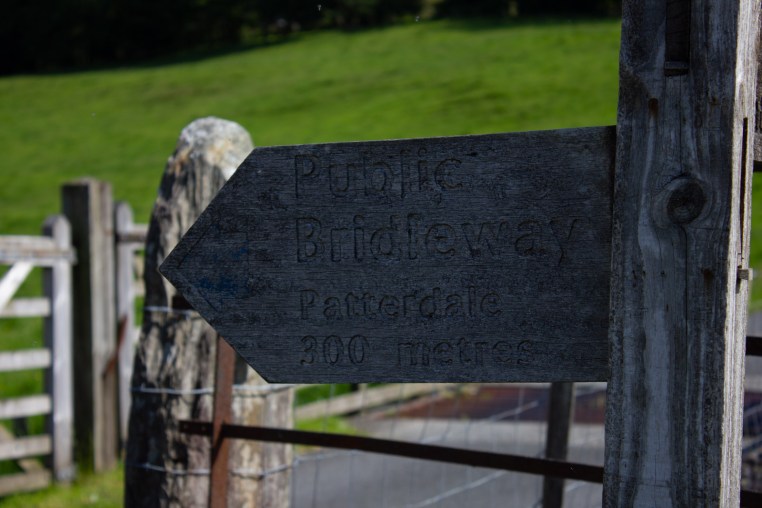 Public
Bridleway
Patterdale
300 metres